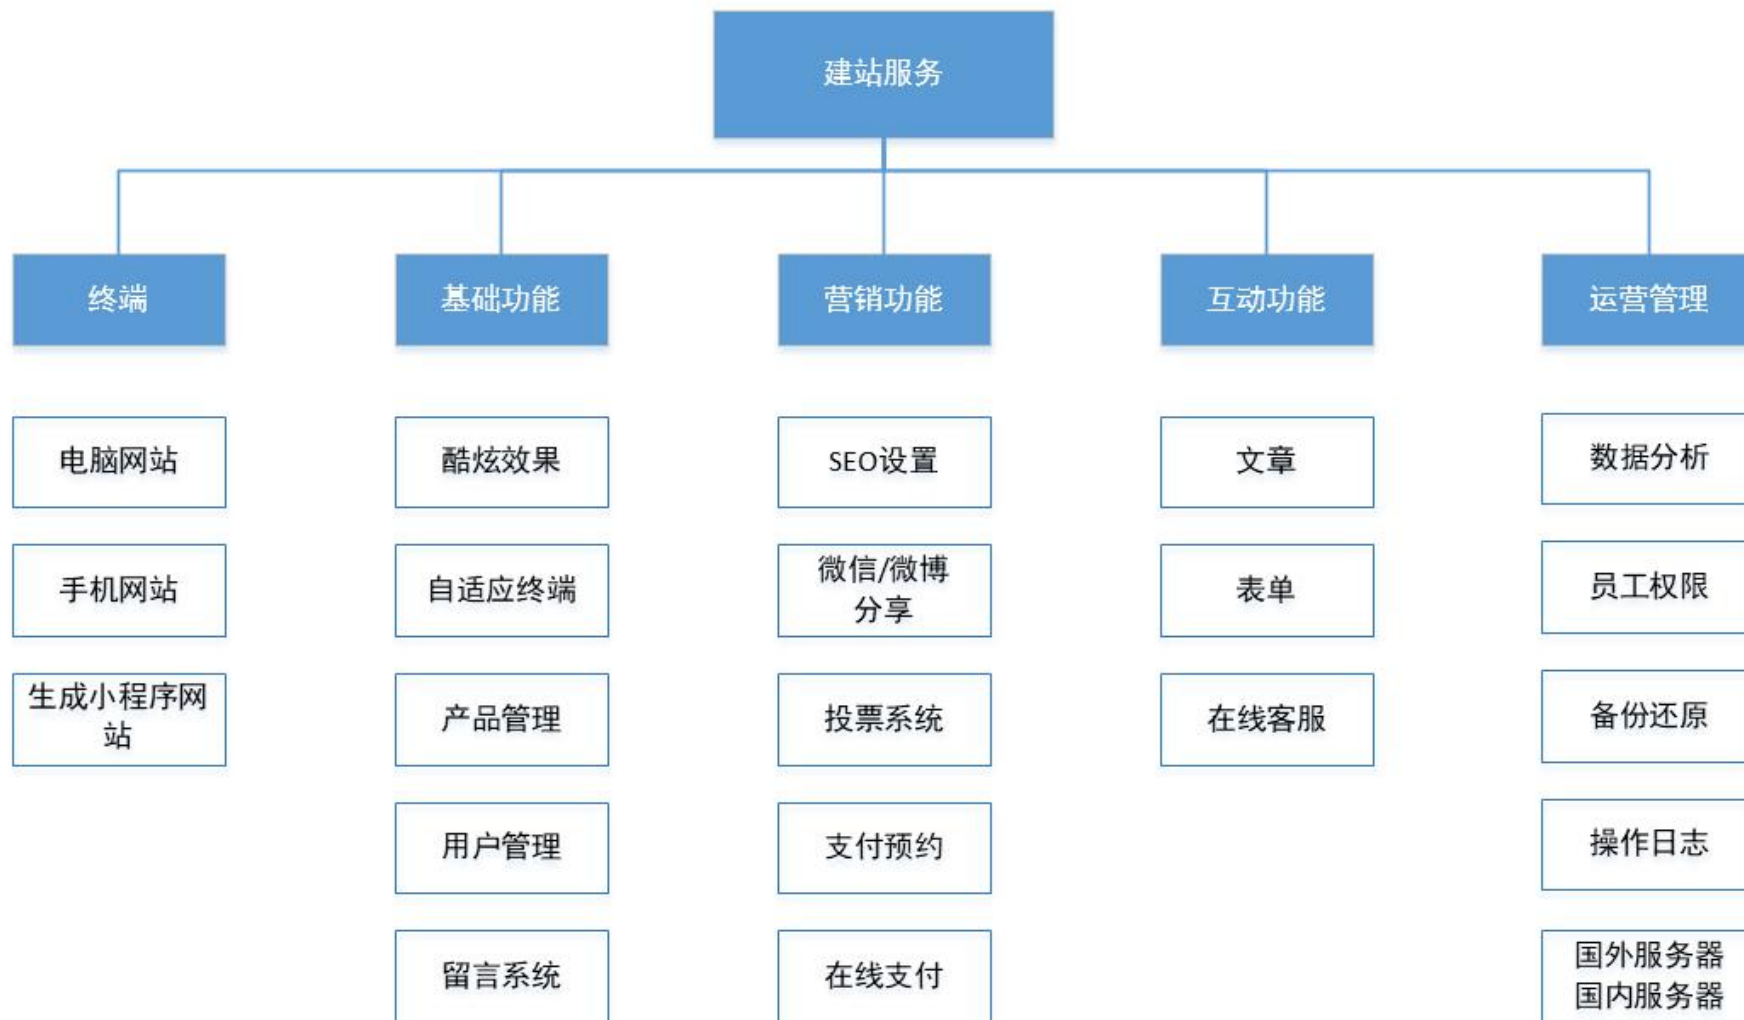 建站服务
终端
基础功能
营销功能
互动功能
运营管理
电脑网站
酷炫效果
SEO设置
文章
数据分析
手机网站
自适应终端
微信/微博
分享
表单
员工权限
生成小程序网
站
产品管理
投票系统
在线客服
备份还原
用户管理
支付预约
操作日志
留言系统
在线支付
国外服务器
国内服务器